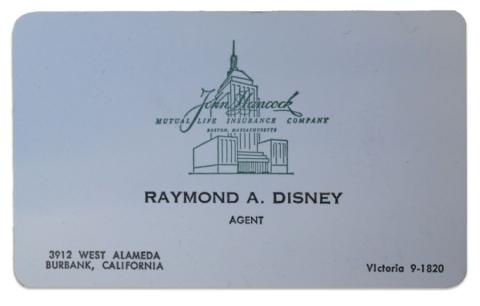 John Hancock
MUTUAL LIFE INSURANCE COMPANY
BOSTON, MASSACHUSETTS
RAYMOND A. DISNEY
AGENT
3912 WEST ALAMEDA
BURBANK, CALIFORNIA
VIctoria 9-1820